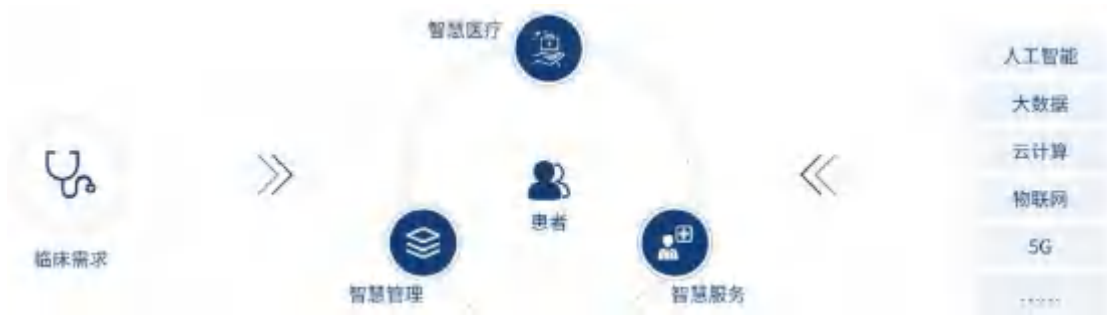 智慧医疗
人工智能
大数据
云计算
物联网
5G
......
患者
临床需求
智慧管理
智慧服务